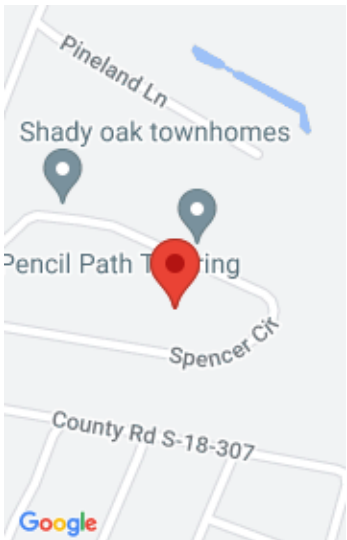 Pineland Ln
Shady oak townhomes
Pencil Path T ring
Spencer Cir
County Rd S-18-307
Google